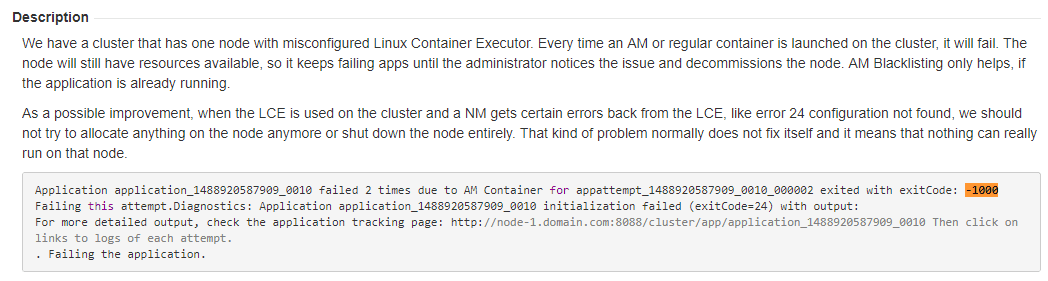 Description
We have a cluster that has one node with misconfigured Linux Container Executor. Every time an AM or regular container is launched on the cluster, it will fail. The
node will still have resources available, so it keeps failing apps until the administrator notices the issue and decommissions the node. AM Blacklisting only helps, if
the application is already running.
As a possible improvement, when the LCE is used on the cluster and a NM gets certain errors back from the LCE, like error 24 configuration not found, we should
not try to allocate anything on the node anymore or shut down the node entirely. That kind of problem normally does not fix itself and it means that nothing can really
run on that node.
Application application_1488920587909_0010 failed 2 times due to AM Container for appattempt_1488920587909_0010_000002 exited with exitCode: -1000
Failing this attempt.Diagnostics: Application application_1488920587909_0010 initialization failed (exitCode=24) with output:
For more detailed output, check the application tracking page: http://node-1.domain.com:8088/cluster/app/application_1488920587909_0010 Then click on
links to logs of each attempt.
. Failing the application.